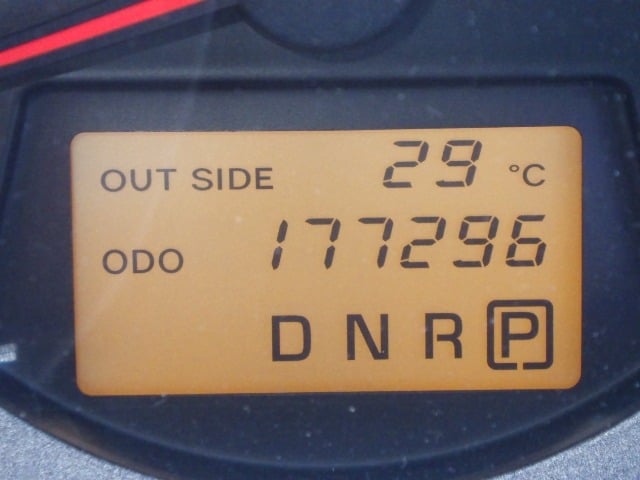 OUT SIDE 29 °C
ODO 177296
D N R P